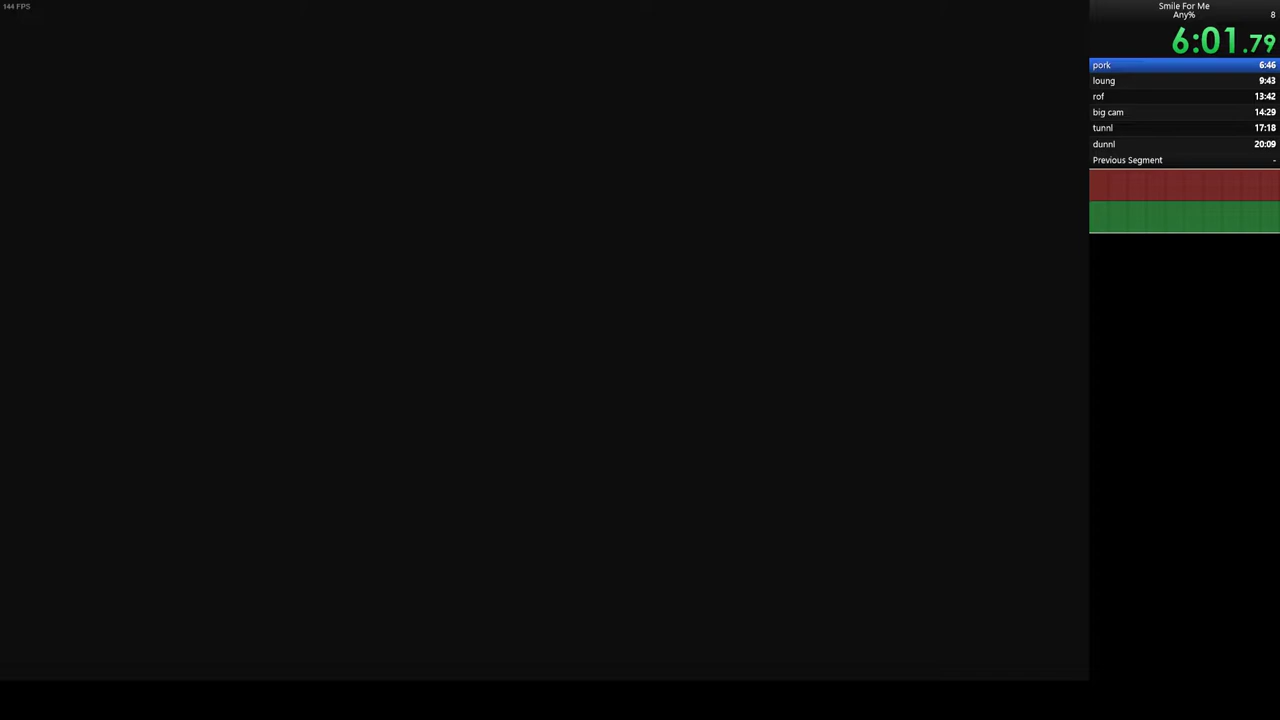 144 FPS
Smile For Me
Any% 8
6:01.79
pork 6:46
loung 9:43
rof 13:42
big cam 14:29
tunnl 17:18
dunnl 20:09
Previous Segment -